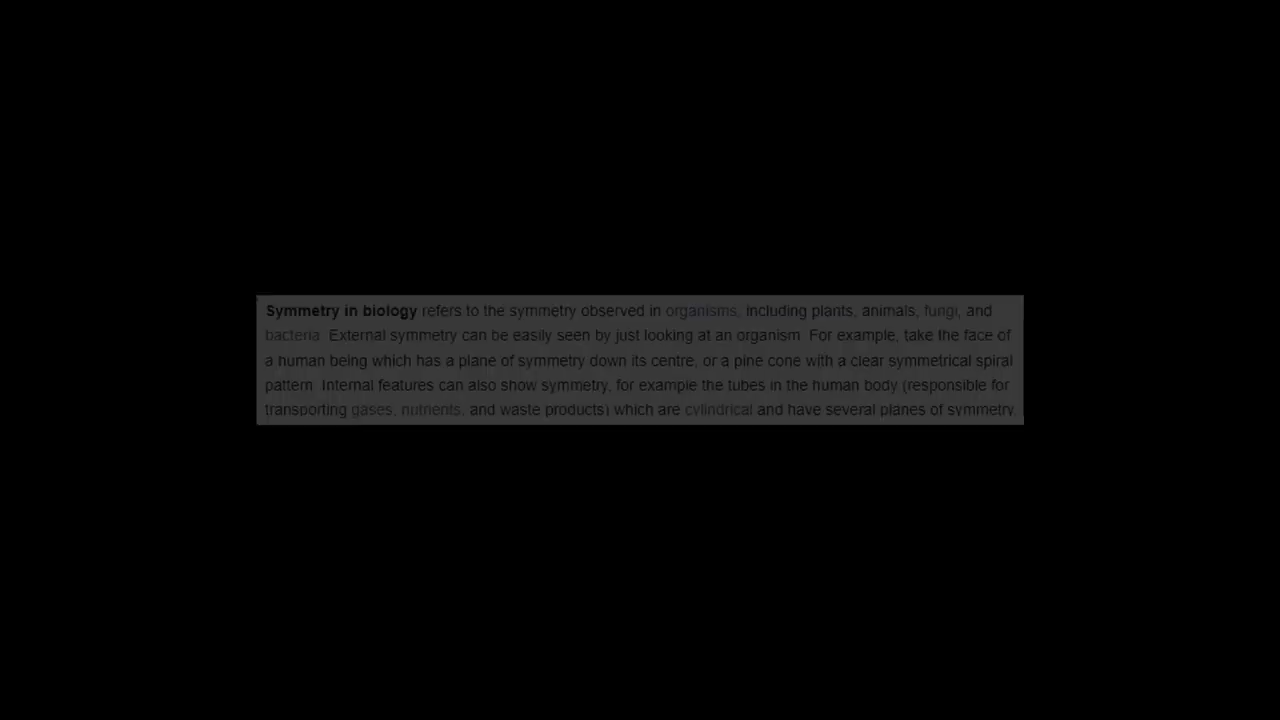 Symmetry in biology refers to the symmetry observed in organisms, including plants, animals, fungi, and
bacteria. External symmetry can be easily seen by just looking at an organism. For example, take the face of
a human being which has a plane of symmetry down its centre, or a pine cone with a clear symmetrical spiral
pattern. Internal features can also show symmetry, for example the tubes in the human body (responsible for
transporting gases, nutrients, and waste products) which are cylindrical and have several planes of symmetry.